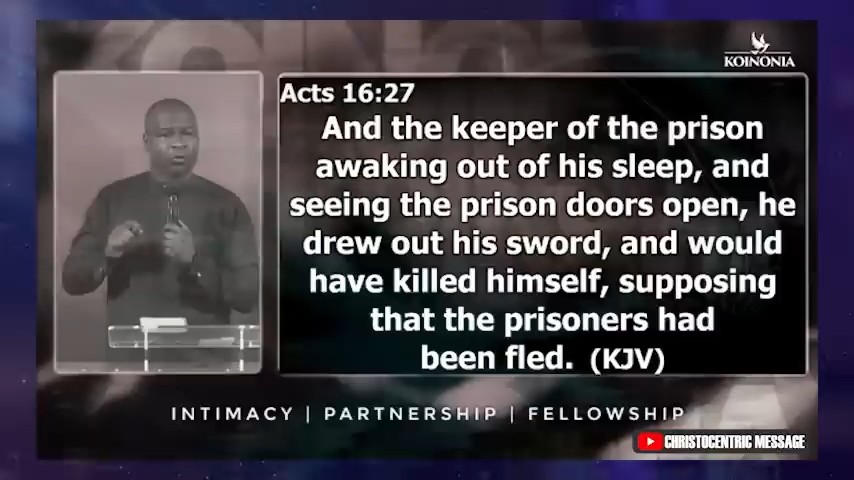 KOINONIA
Acts 16:27
And the keeper of the prison
awaking out of his sleep, and
seeing the prison doors open, he
drew out his sword, and would
have killed himself, supposing
that the prisoners had
been fled. (KJV)
INTIMACY | PARTNERSHIP | FELLOWSHIP
CHRISTOCENTRIC MESSAGE